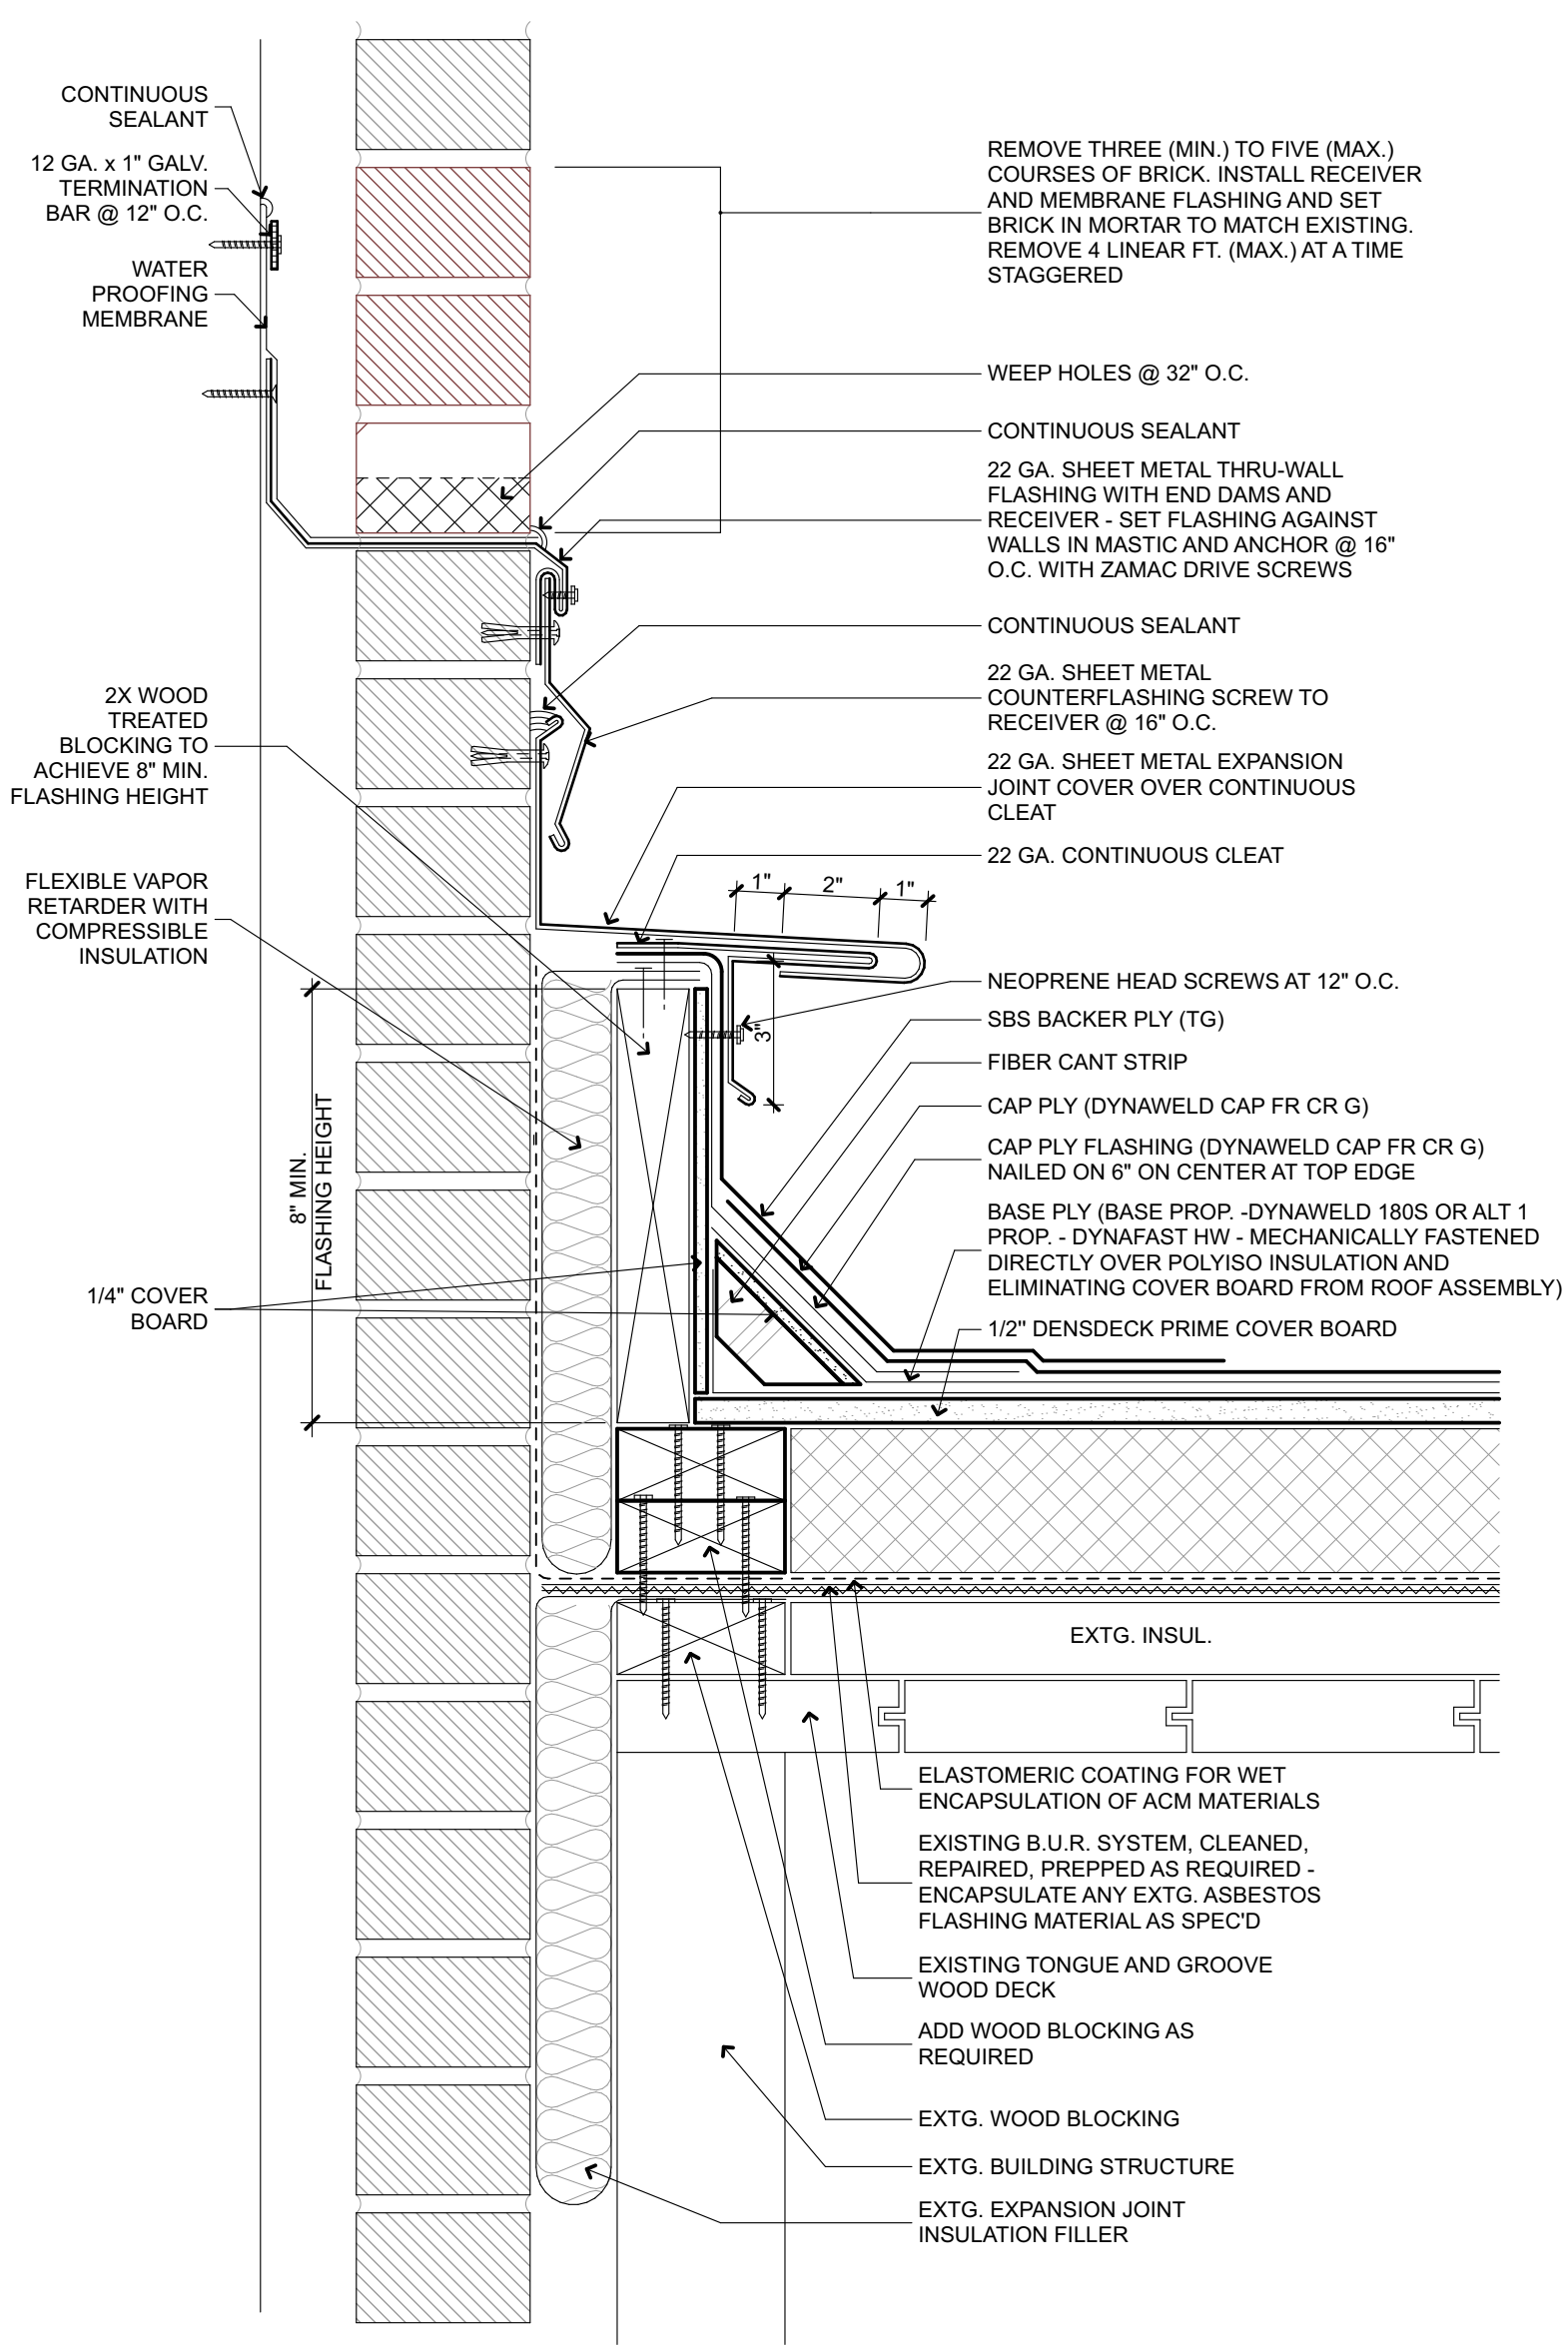 CONTINUOUS
SEALANT
12 GA. x 1" GALV.
TERMINATION
BAR @ 12" O.C.
WATER
PROOFING
MEMBRANE
2X WOOD
TREATED
BLOCKING TO
ACHIEVE 8" MIN.
FLASHING HEIGHT
FLEXIBLE VAPOR
RETARDER WITH
COMPRESSIBLE
INSULATION
8" MIN.
FLASHING HEIGHT
1/4" COVER
BOARD
REMOVE THREE (MIN.) TO FIVE (MAX.)
COURSES OF BRICK. INSTALL RECEIVER
AND MEMBRANE FLASHING AND SET
BRICK IN MORTAR TO MATCH EXISTING.
REMOVE 4 LINEAR FT. (MAX.) AT A TIME
STAGGERED
WEEP HOLES @ 32" O.C.
CONTINUOUS SEALANT
22 GA. SHEET METAL THRU-WALL
FLASHING WITH END DAMS AND
RECEIVER - SET FLASHING AGAINST
WALLS IN MASTIC AND ANCHOR @ 16"
O.C. WITH ZAMAC DRIVE SCREWS
CONTINUOUS SEALANT
22 GA. SHEET METAL
COUNTERFLASHING SCREW TO
RECEIVER @ 16" O.C.
22 GA. SHEET METAL EXPANSION
JOINT COVER OVER CONTINUOUS
CLEAT
22 GA. CONTINUOUS CLEAT
1" 2" 1"
3"
NEOPRENE HEAD SCREWS AT 12" O.C.
SBS BACKER PLY (TG)
FIBER CANT STRIP
CAP PLY (DYNAWELD CAP FR CR G)
CAP PLY FLASHING (DYNAWELD CAP FR CR G)
NAILED ON 6" ON CENTER AT TOP EDGE
BASE PLY (BASE PROP. -DYNAWELD 180S OR ALT 1
PROP. - DYNAFAST HW - MECHANICALLY FASTENED
DIRECTLY OVER POLYISO INSULATION AND
ELIMINATING COVER BOARD FROM ROOF ASSEMBLY)
1/2" DENSDECK PRIME COVER BOARD
EXTG. INSUL.
ELASTOMERIC COATING FOR WET
ENCAPSULATION OF ACM MATERIALS
EXISTING B.U.R. SYSTEM, CLEANED,
REPAIRED, PREPPED AS REQUIRED -
ENCAPSULATE ANY EXTG. ASBESTOS
FLASHING MATERIAL AS SPEC'D
EXISTING TONGUE AND GROOVE
WOOD DECK
ADD WOOD BLOCKING AS
REQUIRED
EXTG. WOOD BLOCKING
EXTG. BUILDING STRUCTURE
EXTG. EXPANSION JOINT
INSULATION FILLER